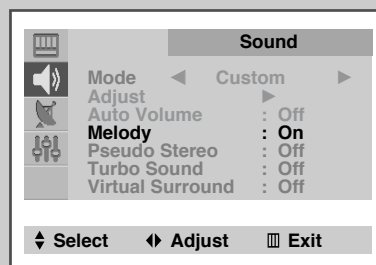 Sound
Mode ◀ Custom ▶
Adjust ▶
Auto Volume : Off
Melody : On
Pseudo Stereo : Off
Turbo Sound : Off
Virtual Surround : Off
Select Adjust Exit